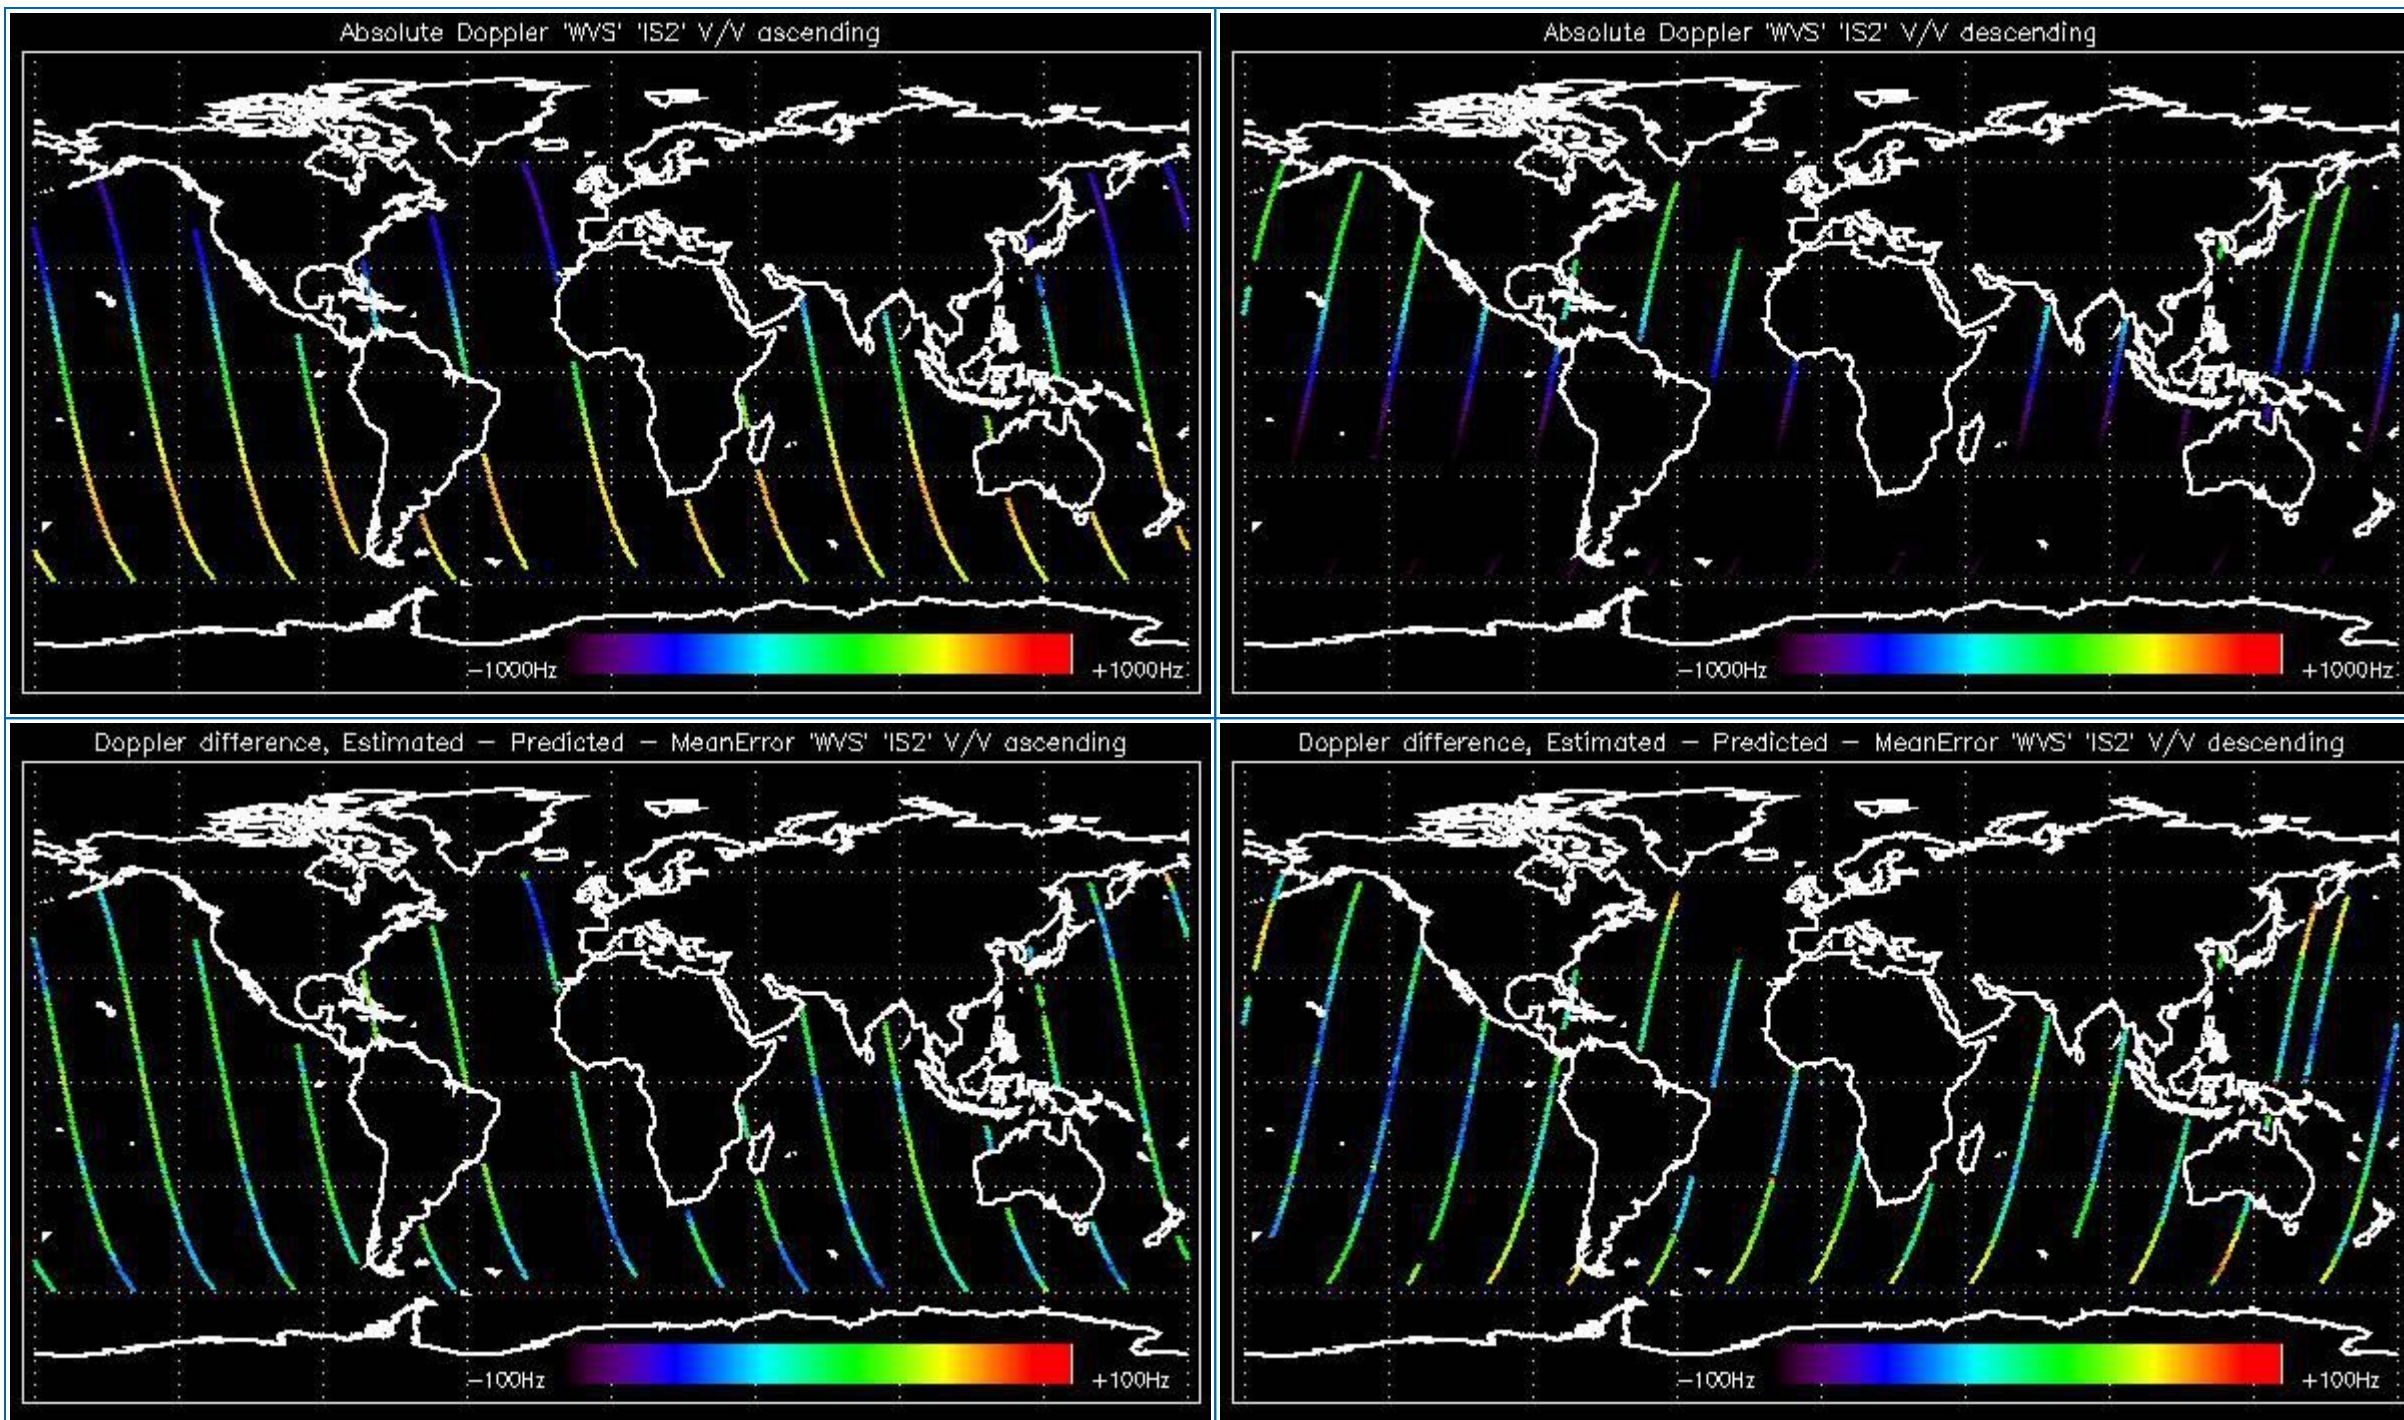 Absolute Doppler 'WVS' 'IS2' V/V ascending
−1000Hz
+1000Hz
Absolute Doppler 'WVS' 'IS2' V/V descending
−1000Hz
+1000Hz
Doppler difference, Estimated − Predicted − MeanError 'WVS' 'IS2' V/V ascending
−100Hz
+100Hz
Doppler difference, Estimated − Predicted − MeanError 'WVS' 'IS2' V/V descending
−100Hz
+100Hz